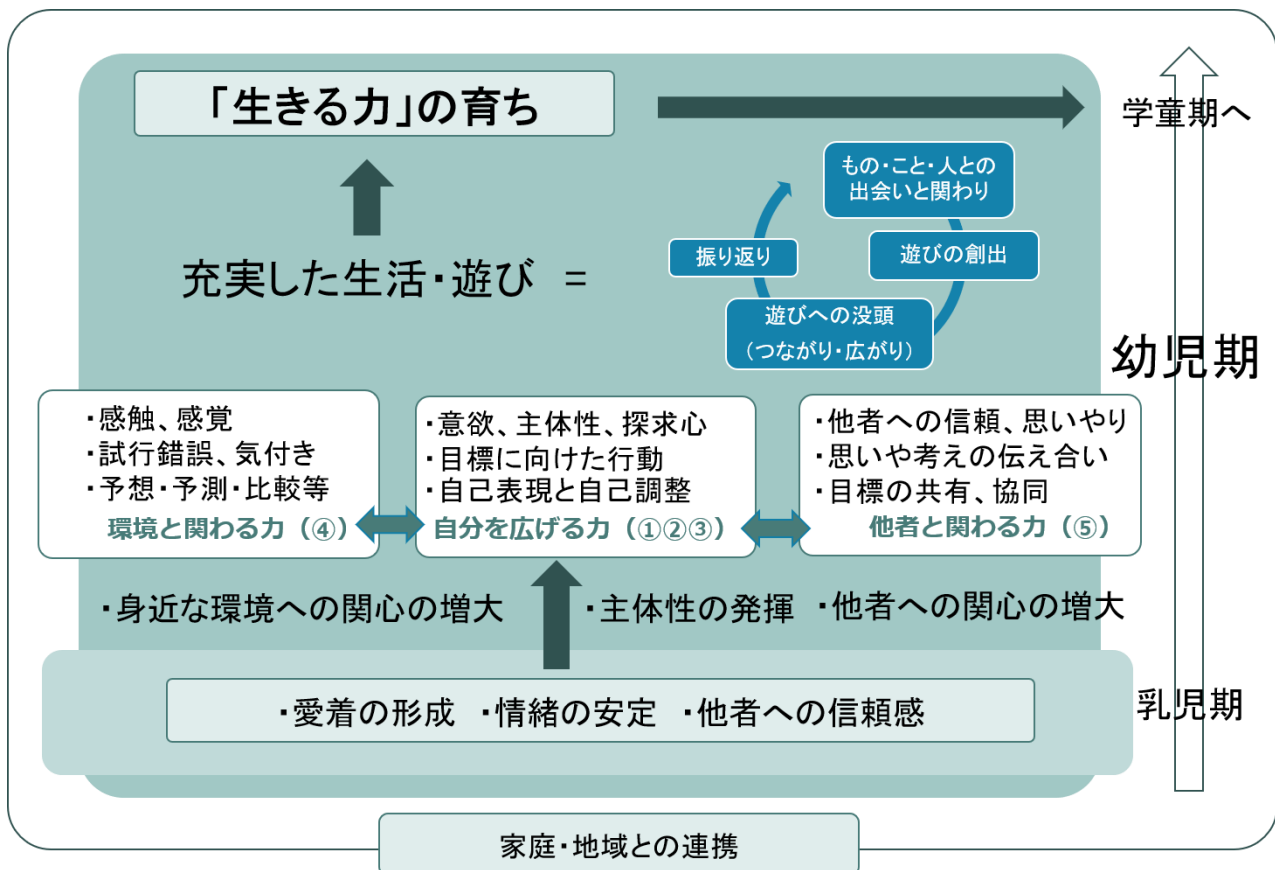 「生きる力」の育ち
学童期へ
もの・こと・人との
出会いと関わり
振り返り
遊びの創出
充実した生活・遊び =
遊びへの没頭
(つながり・広がり)
幼児期
・感触、感覚
・試行錯誤、気付き
・予想・予測・比較等
環境と関わる力（④）
・意欲、主体性、探求心
・目標に向けた行動
・自己表現と自己調整
自分を広げる力（①②③）
・他者への信頼、思いやり
・思いや考えの伝え合い
・目標の共有、協同
他者と関わる力（⑤）
・身近な環境への関心の増大
・主体性の発揮
・他者への関心の増大
・愛着の形成 ・情緒の安定 ・他者への信頼感
乳児期
家庭・地域との連携